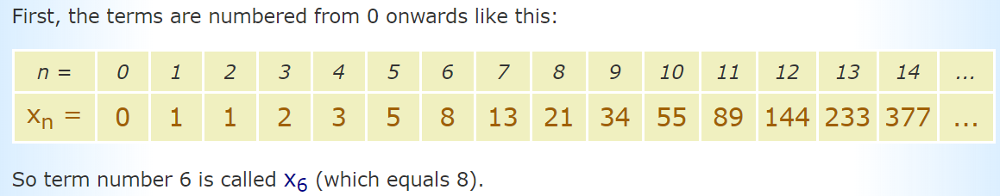 First, the terms are numbered from 0 onwards like this:
n = 0 1 2 3 4 5 6 7 8 9 10 11 12 13 14 ...
xn = 0 1 1 2 3 5 8 13 21 34 55 89 144 233 377 ...
So term number 6 is called x6 (which equals 8).